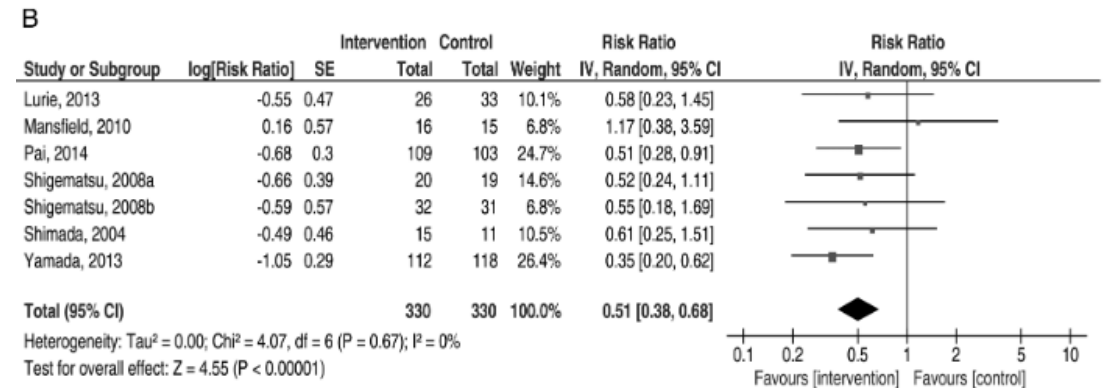 B
Intervention Control Risk Ratio Risk Ratio
Study or Subgroup log[Risk Ratio] SE Total Total Weight IV, Random, 95% CI IV, Random, 95% CI
Lurie, 2013 -0.55 0.47 26 33 10.1% 0.58 [0.23, 1.45]
Mansfield, 2010 0.16 0.57 16 15 6.8% 1.17 [0.38, 3.59]
Pai, 2014 -0.68 0.3 109 103 24.7% 0.51 [0.28, 0.91]
Shigematsu, 2008a -0.66 0.39 20 19 14.6% 0.52 [0.24, 1.11]
Shigematsu, 2008b -0.59 0.57 32 31 6.8% 0.55 [0.18, 1.69]
Shimada, 2004 -0.49 0.46 15 11 10.5% 0.61 [0.25, 1.51]
Yamada, 2013 -1.05 0.29 112 118 26.4% 0.35 [0.20, 0.62]
Total (95% CI) 330 330 100.0% 0.51 [0.38, 0.68]
Heterogeneity: Tau² = 0.00; Chi² = 4.07, df = 6 (P = 0.67); I² = 0%
Test for overall effect: Z = 4.55 (P < 0.00001)
0.1 0.2 0.5 1 2 5 10
Favours [intervention] Favours [control]